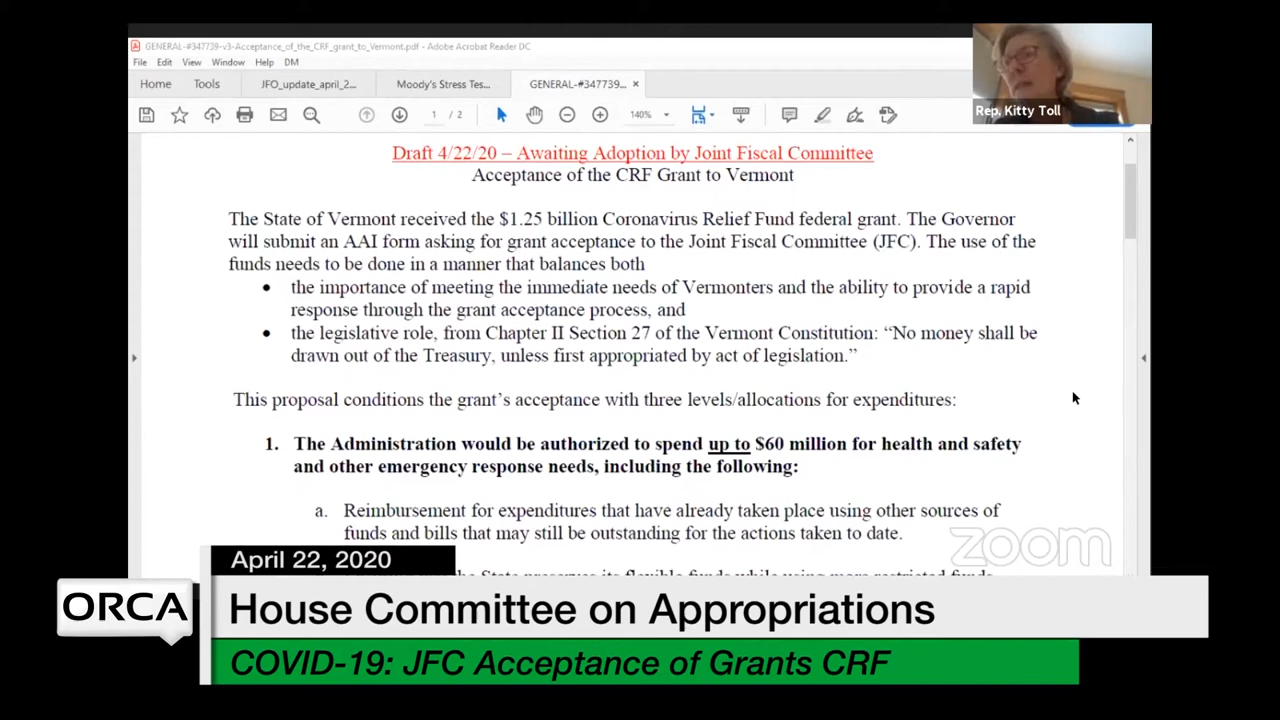 GENERAL-#347739-v3-Acceptance_of_the_CRF_grant_to_Vermont.pdf - Adobe Acrobat Reader DC
File Edit View Window Help DM
Home Tools JFO_update_april_2... Moody's Stress Tes... GENERAL-#347739... ×
1 / 2 140%
Rep. Kitty Toll
Draft 4/22/20 – Awaiting Adoption by Joint Fiscal Committee
Acceptance of the CRF Grant to Vermont
The State of Vermont received the $1.25 billion Coronavirus Relief Fund federal grant. The Governor
will submit an AAI form asking for grant acceptance to the Joint Fiscal Committee (JFC). The use of the
funds needs to be done in a manner that balances both
• the importance of meeting the immediate needs of Vermonters and the ability to provide a rapid
response through the grant acceptance process, and
• the legislative role, from Chapter II Section 27 of the Vermont Constitution: “No money shall be
drawn out of the Treasury, unless first appropriated by act of legislation.”
This proposal conditions the grant’s acceptance with three levels/allocations for expenditures:
1. The Administration would be authorized to spend up to $60 million for health and safety
and other emergency response needs, including the following:
a. Reimbursement for expenditures that have already taken place using other sources of
funds and bills that may still be outstanding for the actions taken to date.
the State preserves its flexible funds while using more restricted funds
zoom
April 22, 2020
ORCA
House Committee on Appropriations
COVID-19: JFC Acceptance of Grants CRF